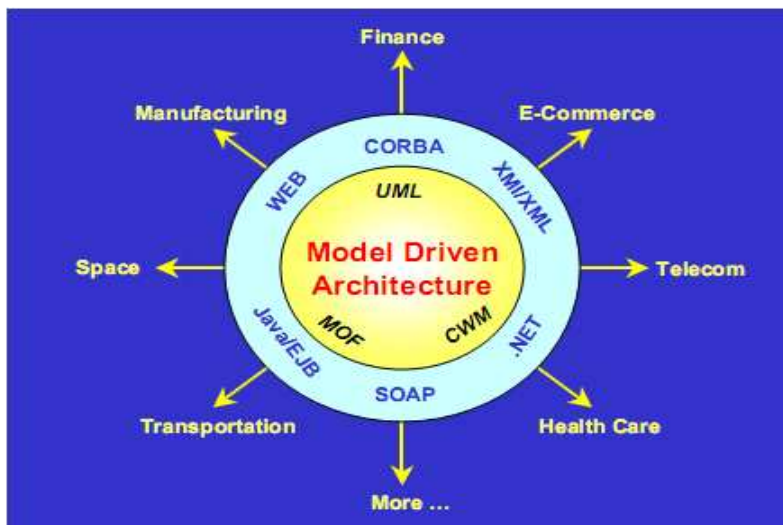 Finance
Manufacturing
E-Commerce
CORBA
WEB
XMI/XML
UML
Model Driven
Architecture
Space
Telecom
MOF
CWM
Java/EJB
.NET
SOAP
Transportation
Health Care
More ...